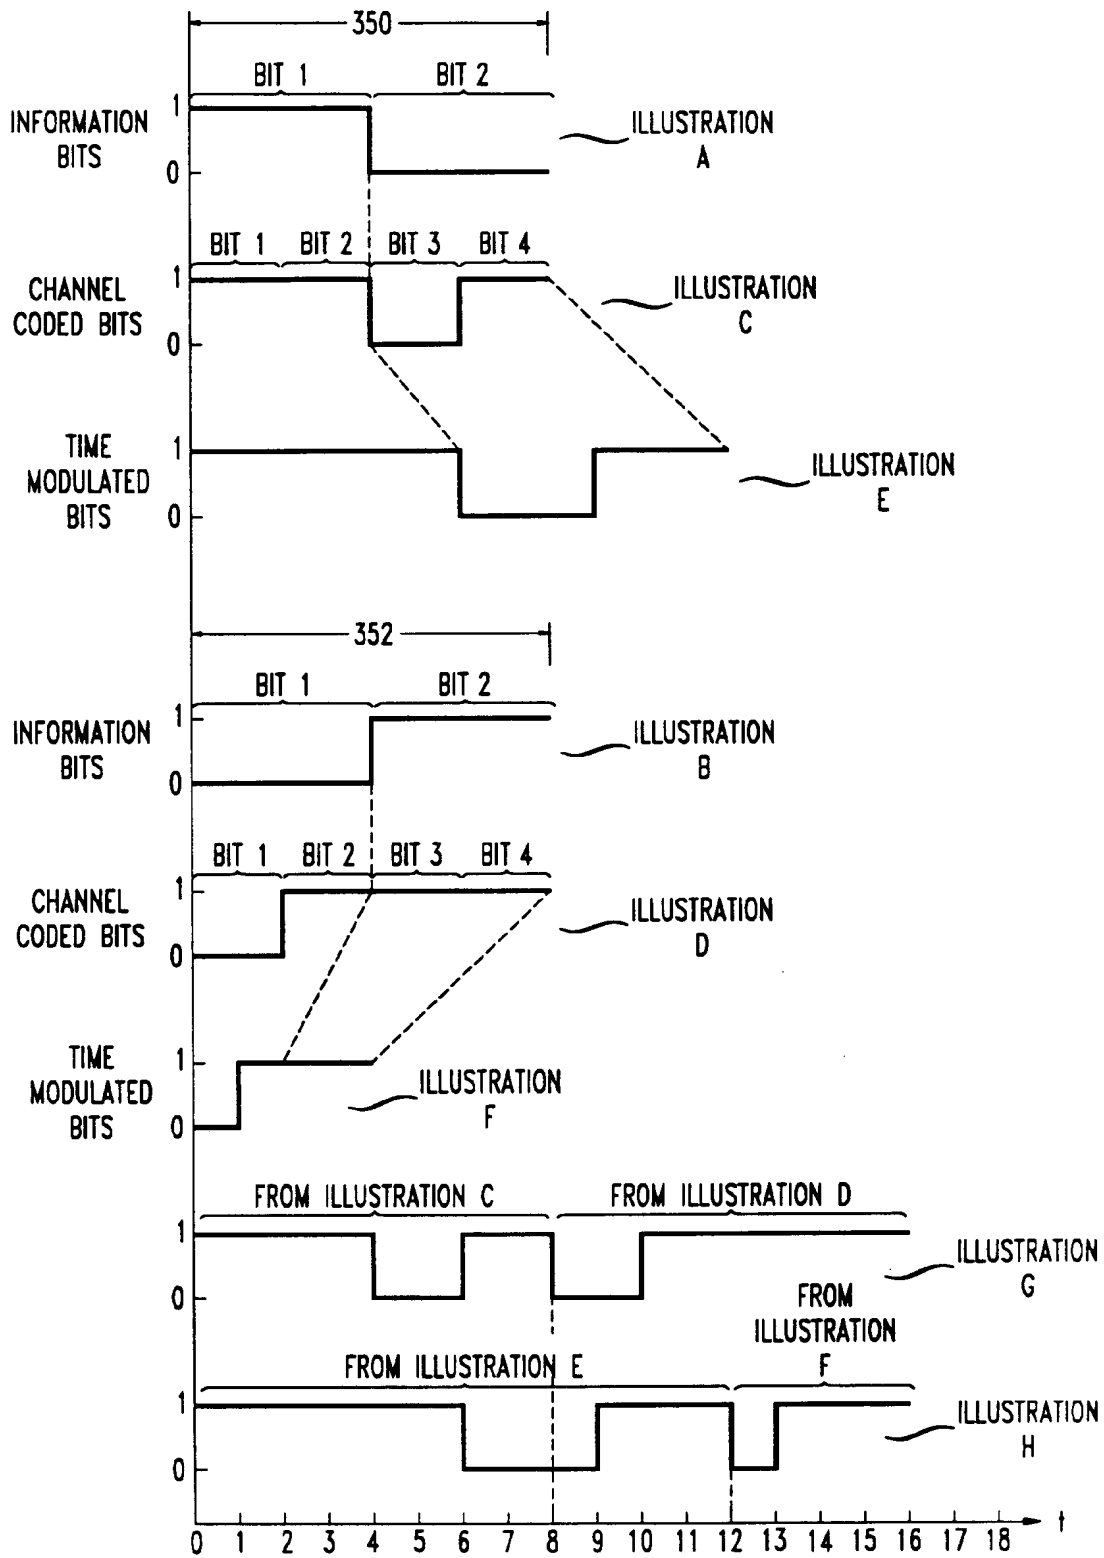 350
BIT 1 BIT 2
INFORMATION
BITS
1
0
ILLUSTRATION
A
BIT 1 BIT 2 BIT 3 BIT 4
CHANNEL
CODED BITS
1
0
ILLUSTRATION
C
TIME
MODULATED
BITS
1
0
ILLUSTRATION
E
352
BIT 1 BIT 2
INFORMATION
BITS
1
0
ILLUSTRATION
B
BIT 1 BIT 2 BIT 3 BIT 4
CHANNEL
CODED BITS
1
0
ILLUSTRATION
D
TIME
MODULATED
BITS
1
0
ILLUSTRATION
F
FROM ILLUSTRATION C FROM ILLUSTRATION D
1
0
ILLUSTRATION
G
FROM ILLUSTRATION E
FROM
ILLUSTRATION
F
1
0
ILLUSTRATION
H
0 1 2 3 4 5 6 7 8 9 10 11 12 13 14 15 16 17 18 t